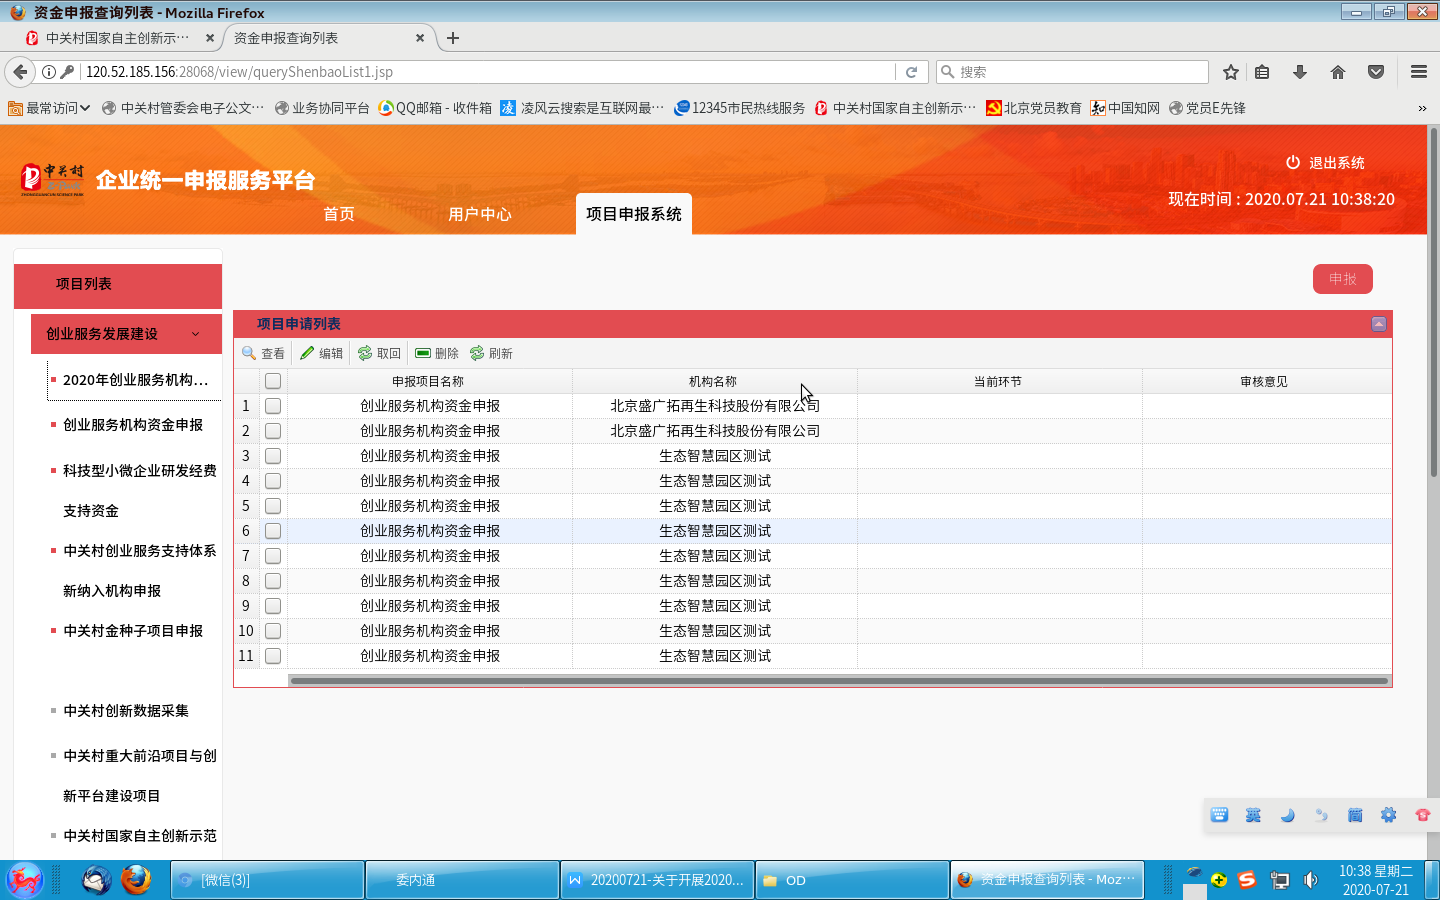 资金申报查询列表 - Mozilla Firefox
中关村国家自主创新示… 资金申报查询列表
120.52.185.156:28068/view/queryShenbaoList1.jsp 搜索
最常访问 中关村管委会电子公文… 业务协同平台 QQ邮箱 - 收件箱 凌风云搜索是互联网最… 12345市民热线服务 中关村国家自主创新示… 北京党员教育 中国知网 党员E先锋 »
退出系统
中关村 企业统一申报服务平台
现在时间 : 2020.07.21 10:38:20
首页 用户中心 项目申报系统
项目列表
申报
创业服务发展建设
2020年创业服务机构...
创业服务机构资金申报
科技型小微企业研发经费
支持资金
中关村创业服务支持体系
新纳入机构申报
中关村金种子项目申报
中关村创新数据采集
中关村重大前沿项目与创
新平台建设项目
中关村国家自主创新示范
项目申请列表
查看 编辑 取回 删除 刷新
申报项目名称 机构名称 当前环节 审核意见
1 创业服务机构资金申报 北京盛广拓再生科技股份有限公司
2 创业服务机构资金申报 北京盛广拓再生科技股份有限公司
3 创业服务机构资金申报 生态智慧园区测试
4 创业服务机构资金申报 生态智慧园区测试
5 创业服务机构资金申报 生态智慧园区测试
6 创业服务机构资金申报 生态智慧园区测试
7 创业服务机构资金申报 生态智慧园区测试
8 创业服务机构资金申报 生态智慧园区测试
9 创业服务机构资金申报 生态智慧园区测试
10 创业服务机构资金申报 生态智慧园区测试
11 创业服务机构资金申报 生态智慧园区测试
英 简
[微信(3)] 委内通 20200721-关于开展2020... OD 资金申报查询列表 - Moz…
10:38 星期二
2020-07-21